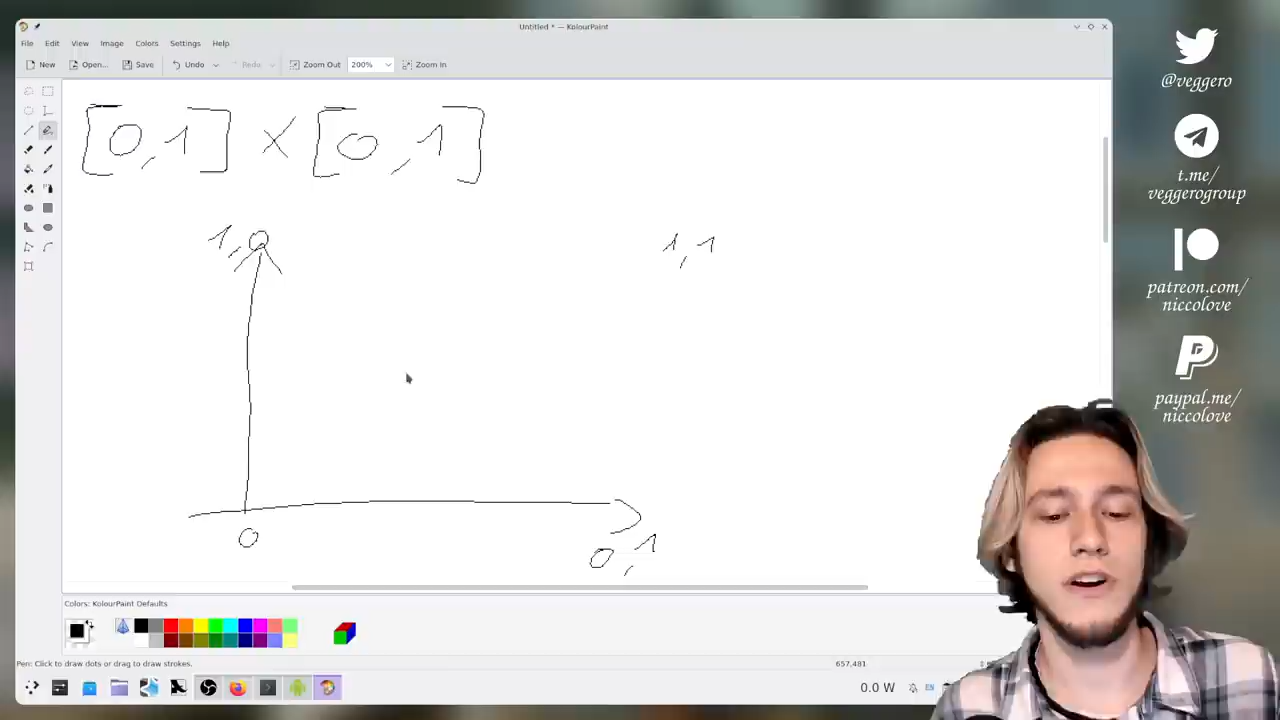 Untitled * — KolourPaint
File Edit View Image Colors Settings Help
New Open... Save Undo Redo Zoom Out 200% Zoom In
[0,1] × [0,1]
1,0
1,1
0
0,1
Colors: KolourPaint Defaults
Pen: Click to draw dots or drag to draw strokes.
657,481
0.0 W
EN
@veggero
t.me/
veggerogroup
patreon.com/
niccolove
paypal.me/
niccolove